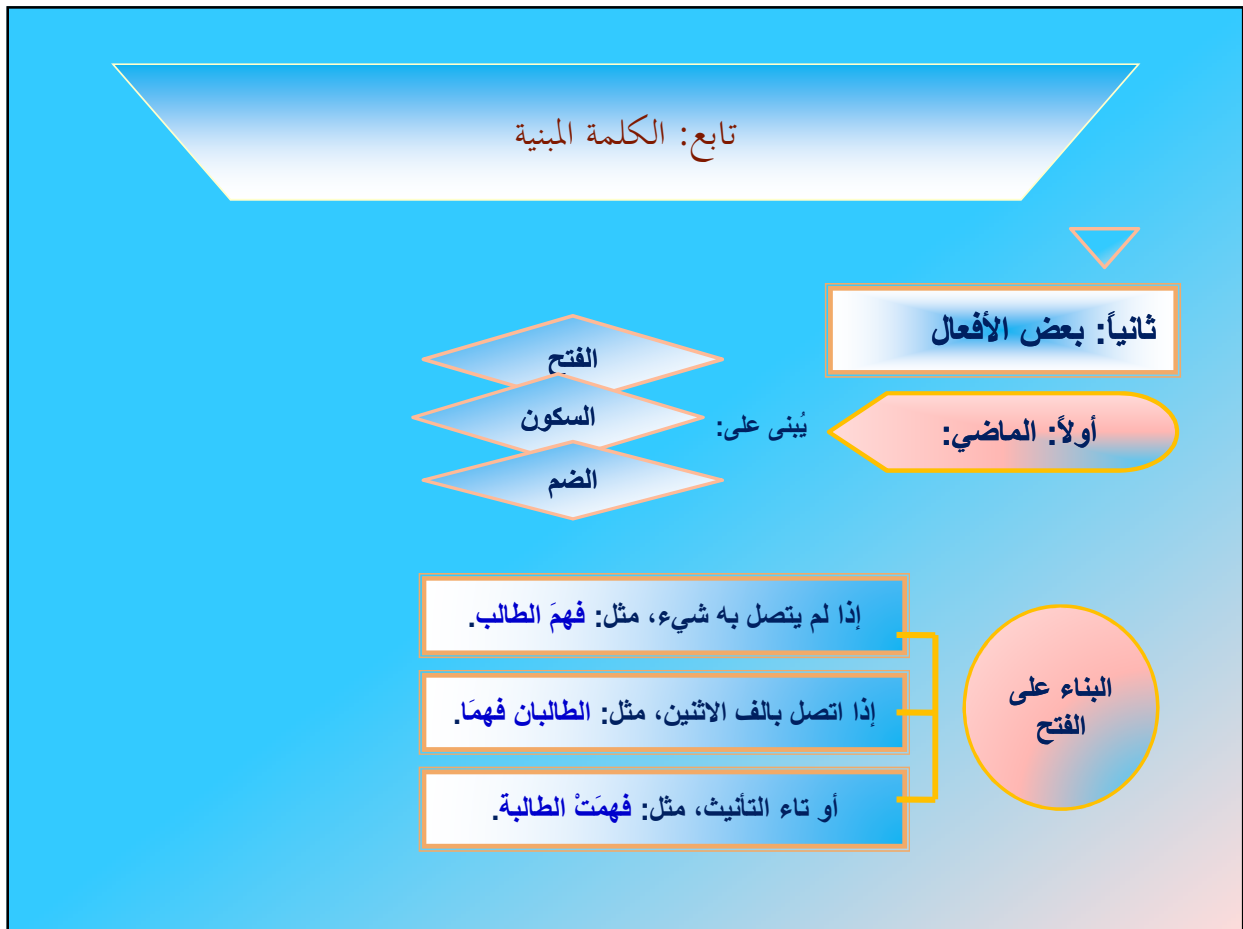 تابع: الكلمة المبنية
ثانياً: بعض الأفعال
أولاً: الماضي:
يُبنى على:
الفتح
السكون
الضم
البناء على
الفتح
إذا لم يتصل به شيء، مثل: فهمَ الطالب.
إذا اتصل بالف الاثنين، مثل: الطالبان فهمَا.
أو تاء التأنيث، مثل: فهمَتْ الطالبة.